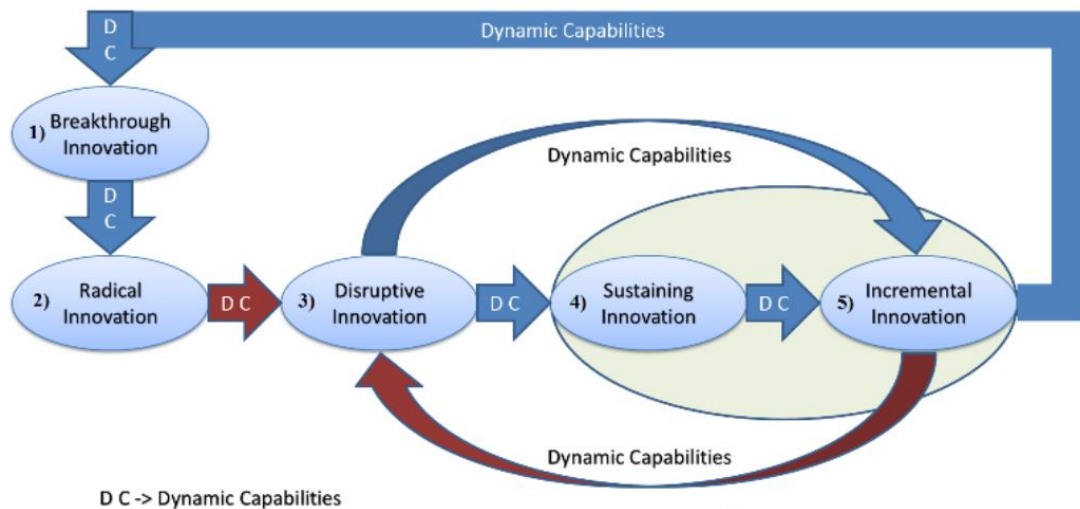 D
C
Dynamic Capabilities
1) Breakthrough
Innovation
D
C
Dynamic Capabilities
2) Radical
Innovation
D C
3) Disruptive
Innovation
D C
4) Sustaining
Innovation
D C
5) Incremental
Innovation
Dynamic Capabilities
D C -> Dynamic Capabilities